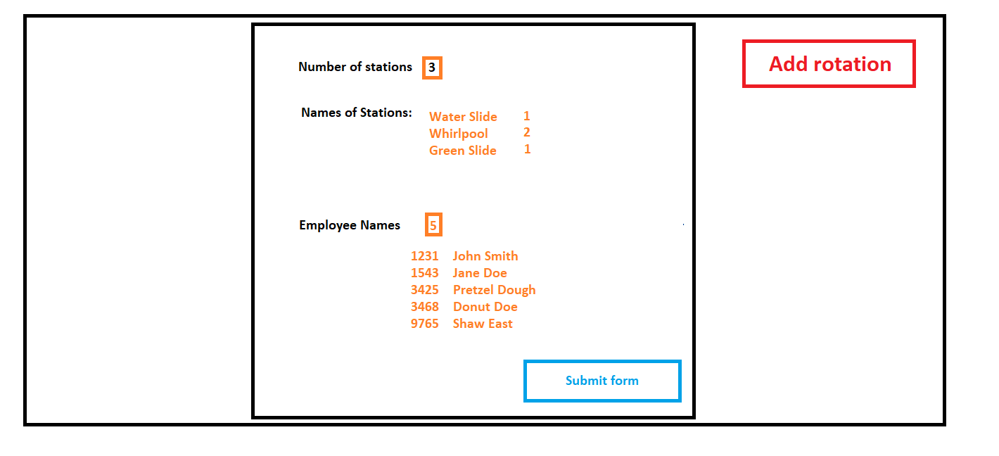 Add rotation
Number of stations 3
Names of Stations:
Water Slide 1
Whirlpool 2
Green Slide 1
Employee Names 5
1231 John Smith
1543 Jane Doe
3425 Pretzel Dough
3468 Donut Doe
9765 Shaw East
Submit form